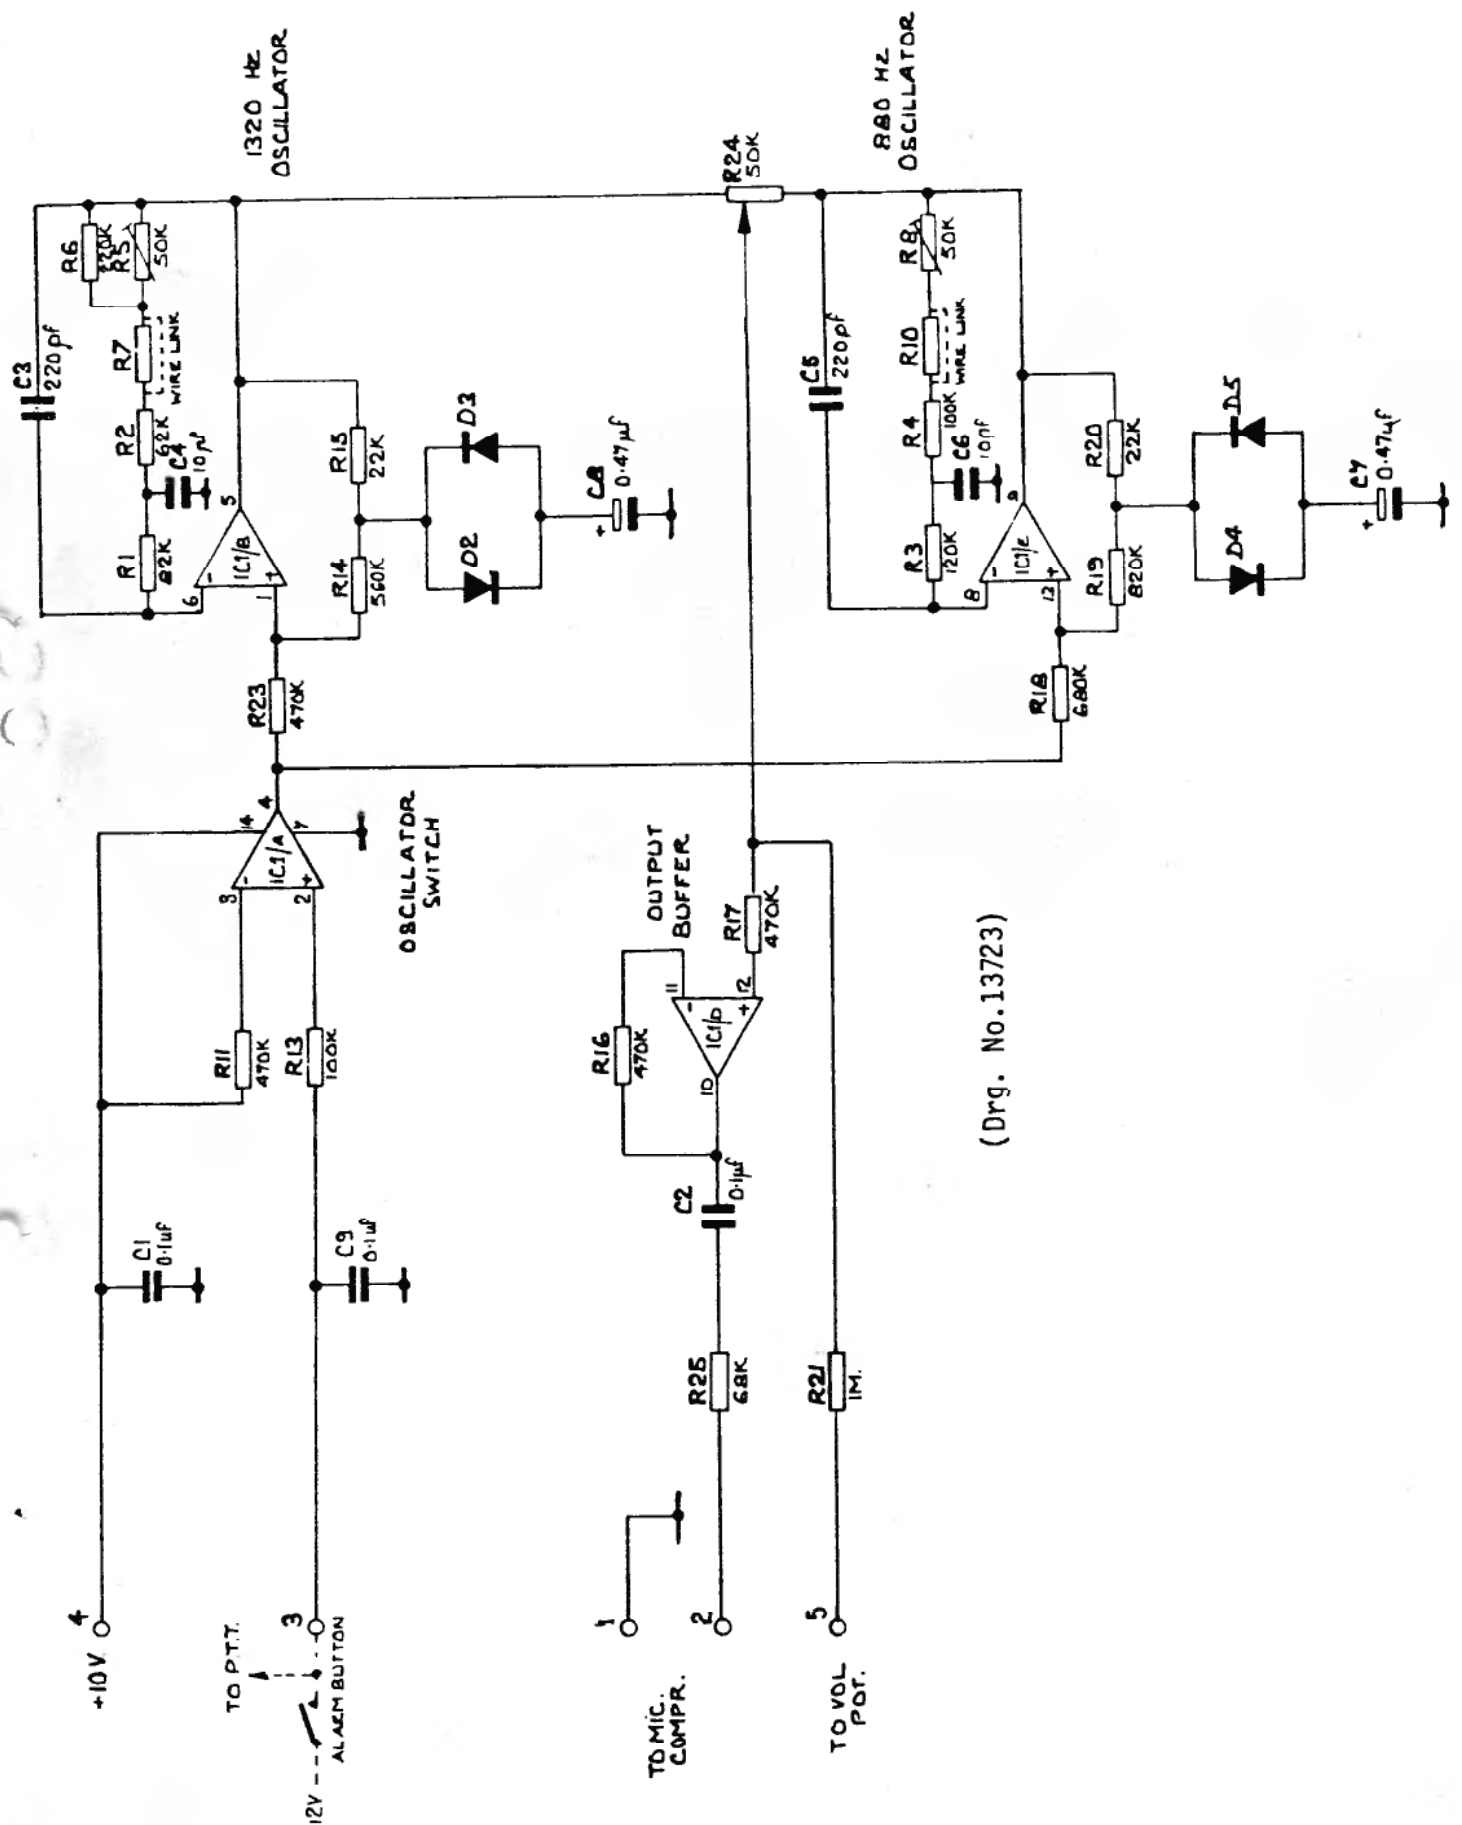 +10V
4
C1
0.1uf
R11
470K
3
14
IC1/A
-
+
2
4
7
OSCILLATOR
SWITCH
12V
TO P.T.T.
ALARM BUTTON
3
C9
0.1uf
R13
100K
R23
470K
C3
220pf
R1
82K
R2
C4
R7
WIRE LINK
R6
R5
50K
6
-
IC1/B
+
1
5
1320 HZ
OSCILLATOR
R14
560K
R15
22K
D2
D3
+
C8
0.47µf
TO MIC.
COMPR.
1
2
R25
68K
C2
0.1µf
10
R16
470K
11
-
IC1/D
+
12
OUTPUT
BUFFER
R17
470K
R24
50K
TO VOL
POT.
5
R21
1M.
C5
220pf
R3
120K
R4
100K
C6
10nf
R10
WIRE LINK
R8
50K
8
-
IC1/E
+
13
9
880 HZ
OSCILLATOR
R18
680K
R19
820K
R20
22K
D4
D5
+
C7
0.47uf
(Drg. No.13723)